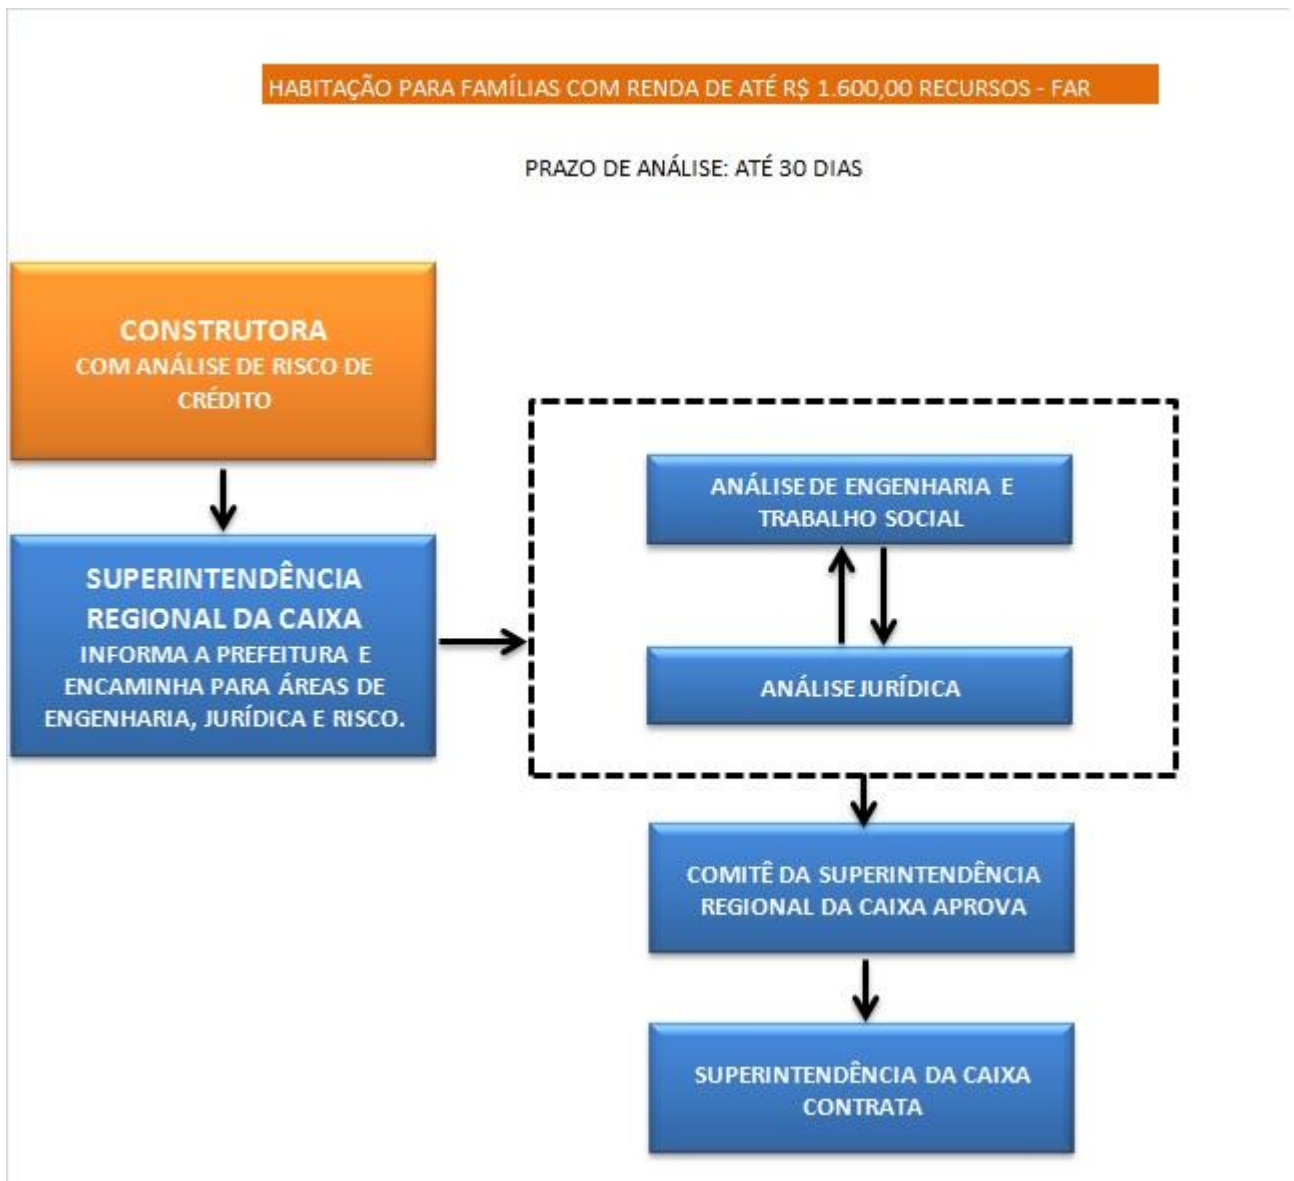 HABITAÇÃO PARA FAMÍLIAS COM RENDA DE ATÉ R$ 1.600,00 RECURSOS - FAR
PRAZO DE ANÁLISE: ATÉ 30 DIAS
CONSTRUTORA
COM ANÁLISE DE RISCO DE
CRÉDITO
SUPERINTENDÊNCIA
REGIONAL DA CAIXA
INFORMA A PREFEITURA E
ENCAMINHA PARA ÁREAS DE
ENGENHARIA, JURÍDICA E RISCO.
ANÁLISE DE ENGENHARIA E
TRABALHO SOCIAL
ANÁLISE JURÍDICA
COMITÊ DA SUPERINTENDÊNCIA
REGIONAL DA CAIXA APROVA
SUPERINTENDÊNCIA DA CAIXA
CONTRATA